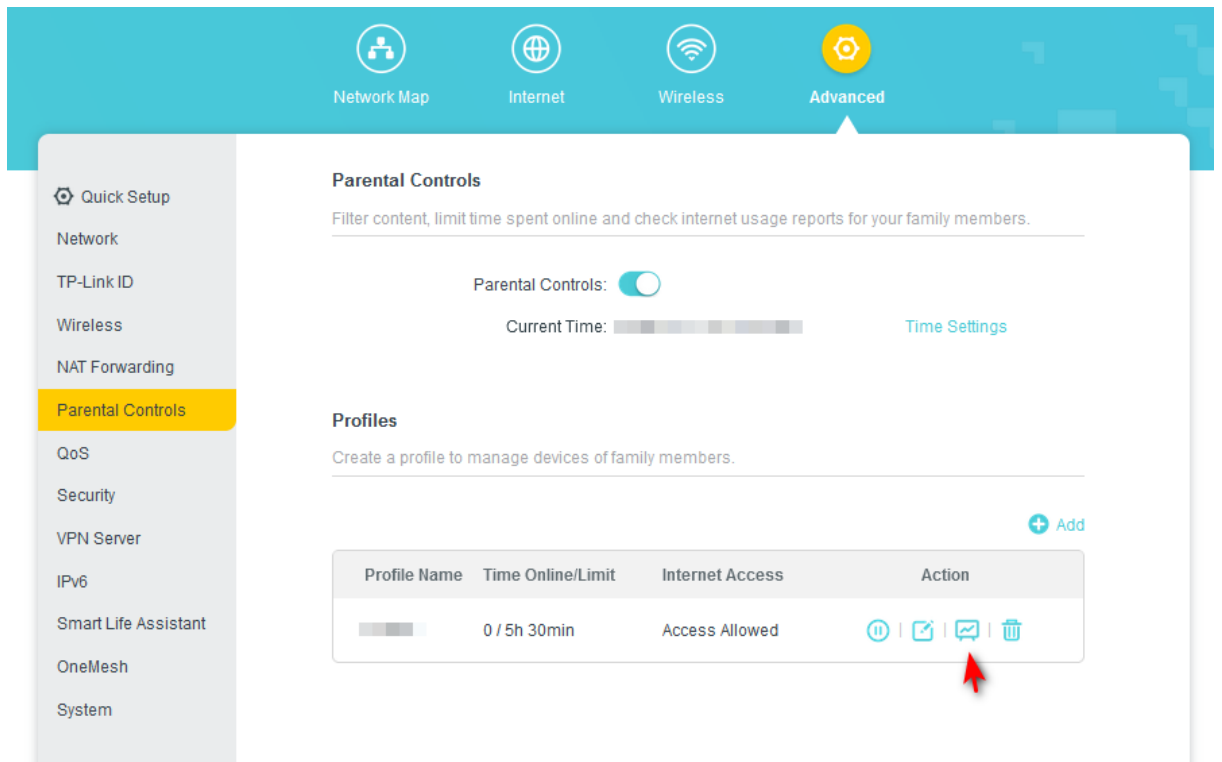 Network Map Internet Wireless Advanced
Quick Setup
Network
TP-Link ID
Wireless
NAT Forwarding
Parental Controls
QoS
Security
VPN Server
IPv6
Smart Life Assistant
OneMesh
System
Parental Controls
Filter content, limit time spent online and check internet usage reports for your family members.
Parental Controls:
Current Time: Time Settings
Profiles
Create a profile to manage devices of family members.
Add
Profile Name Time Online/Limit Internet Access Action
0 / 5h 30min Access Allowed